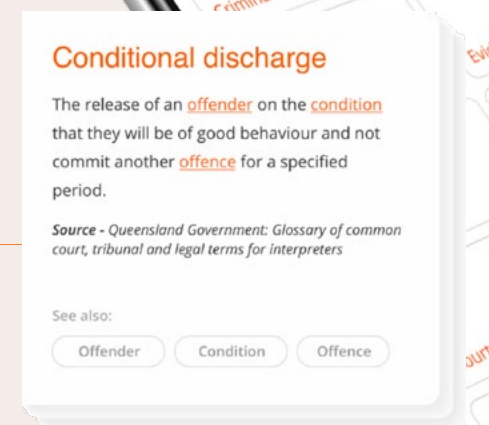 Conditional discharge
The release of an offender on the condition
that they will be of good behaviour and not
commit another offence for a specified
period.
Source - Queensland Government: Glossary of common
court, tribunal and legal terms for interpreters
See also:
Offender Condition Offence